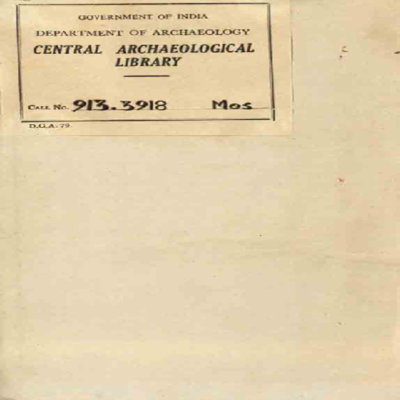 GOVERNMENT OF INDIA
DEPARTMENT OF ARCHAEOLOGY
CENTRAL ARCHAEOLOGICAL
LIBRARY
CALL No. 913.3918 Mos
D.G.A. 79.